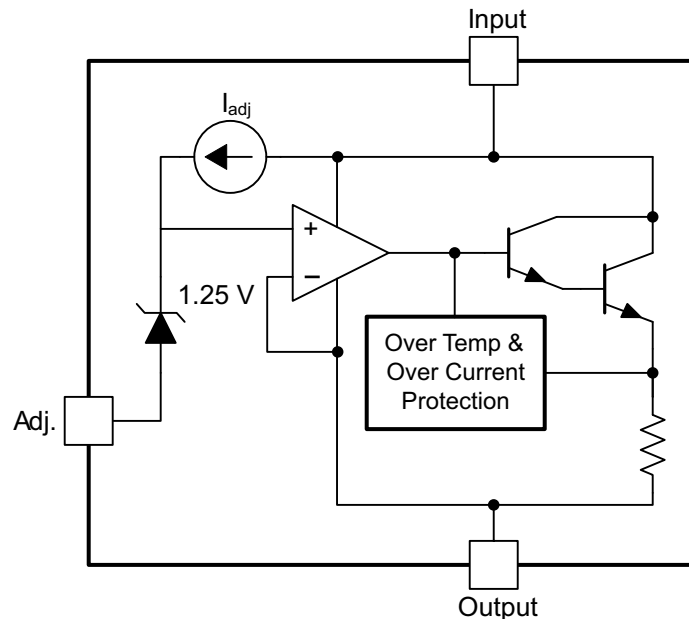 Input
Iadj
+
−
1.25 V
Over Temp &
Over Current
Protection
Adj.
Output